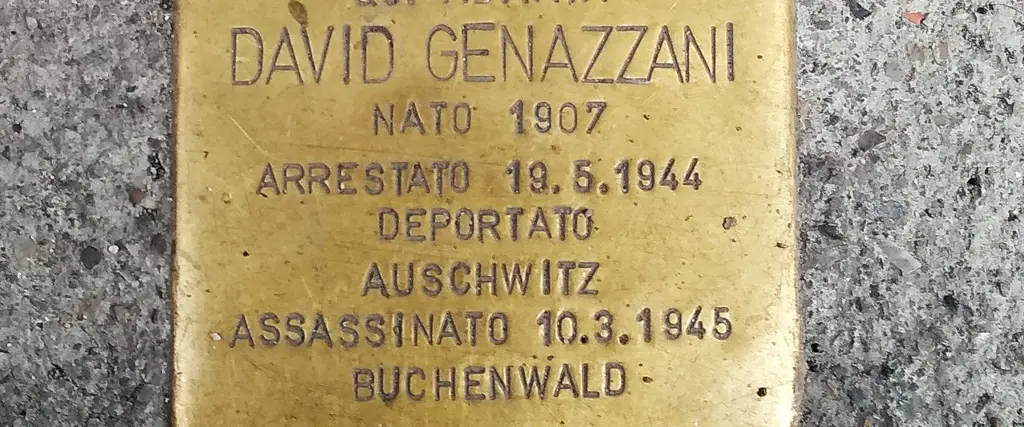 DAVID GENAZZANI
NATO 1907
ARRESTATO 19.5.1944
DEPORTATO
AUSCHWITZ
ASSASSINATO 10.3.1945
BUCHENWALD